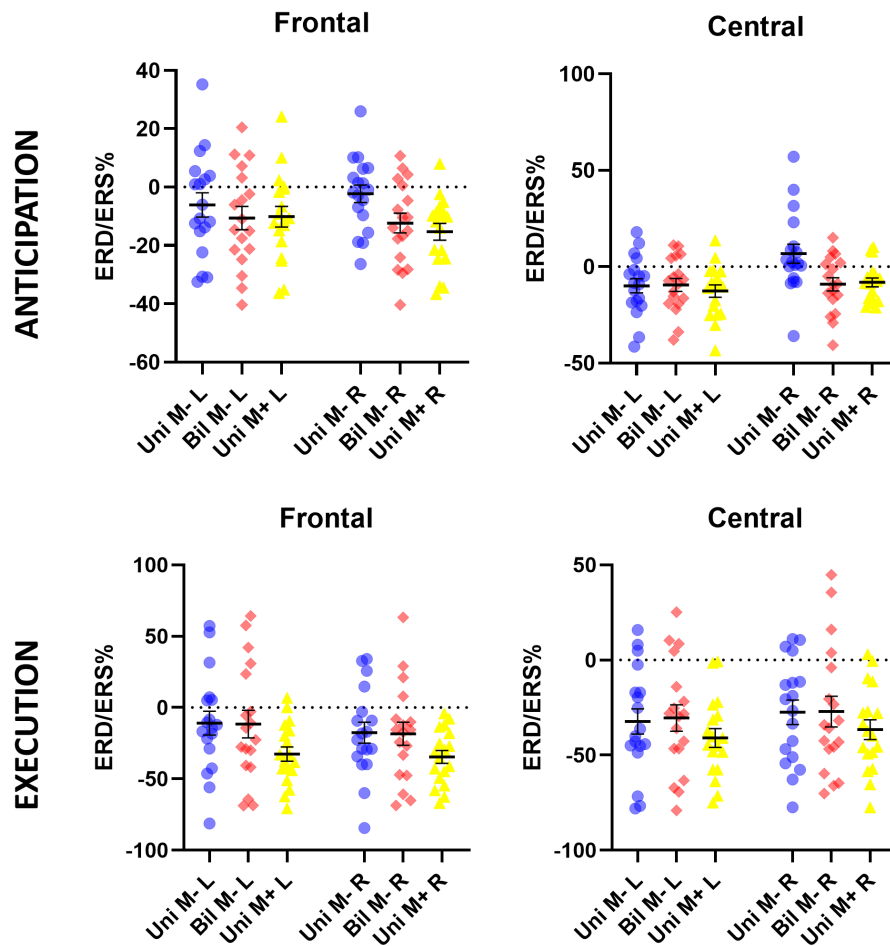 Frontal
Central
ANTICIPATION
ERD/ERS%
40
20
0
-20
-40
-60
Uni M- L
Bil M- L
Uni M+ L
Uni M- R
Bil M- R
Uni M+ R
ERD/ERS%
100
50
0
-50
Uni M- L
Bil M- L
Uni M+ L
Uni M- R
Bil M- R
Uni M+ R
Frontal
Central
EXECUTION
ERD/ERS%
100
50
0
-50
-100
Uni M- L
Bil M- L
Uni M+ L
Uni M- R
Bil M- R
Uni M+ R
ERD/ERS%
50
0
-50
-100
Uni M- L
Bil M- L
Uni M+ L
Uni M- R
Bil M- R
Uni M+ R